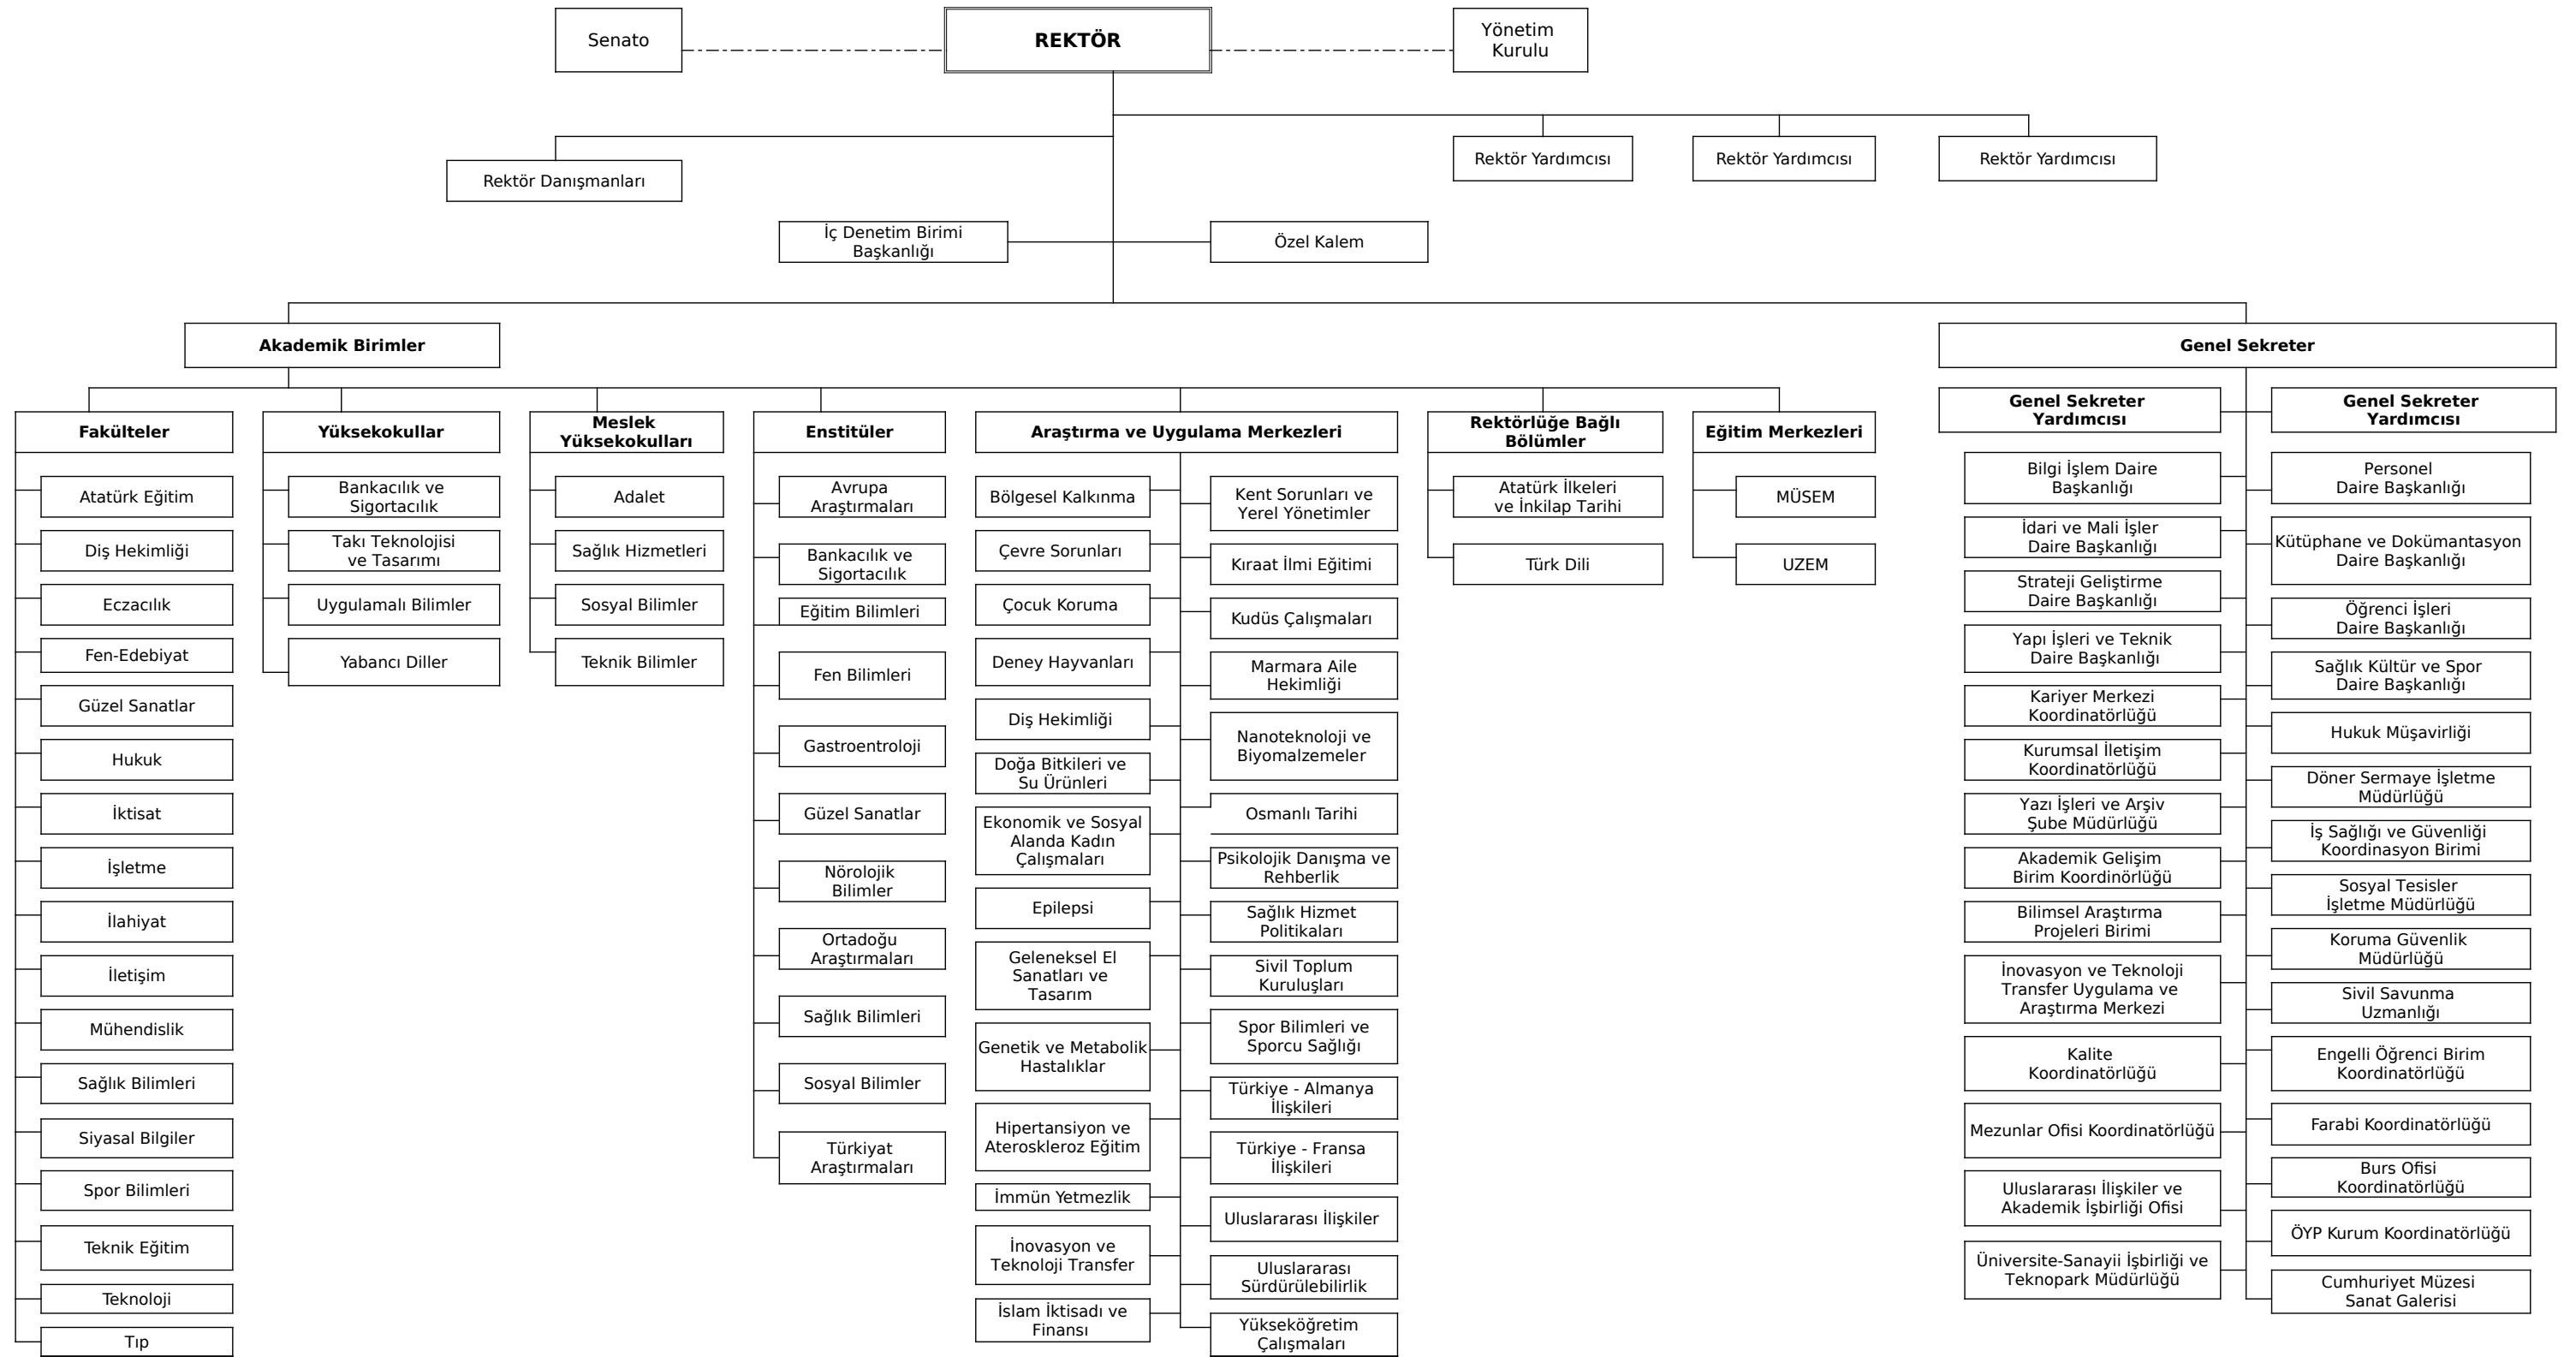 Senato
REKTÖR
Yönetim
Kurulu
Rektör Danışmanları
Rektör Yardımcısı
Rektör Yardımcısı
Rektör Yardımcısı
İç Denetim Birimi
Başkanlığı
Özel Kalem
Akademik Birimler
Genel Sekreter
Fakülteler
Atatürk Eğitim
Diş Hekimliği
Eczacılık
Fen-Edebiyat
Güzel Sanatlar
Hukuk
İktisat
İşletme
İlahiyat
İletişim
Mühendislik
Sağlık Bilimleri
Siyasal Bilgiler
Spor Bilimleri
Teknik Eğitim
Teknoloji
Tıp
Yüksekokullar
Bankacılık ve
Sigortacılık
Takı Teknolojisi
ve Tasarımı
Uygulamalı Bilimler
Yabancı Diller
Meslek
Yüksekokulları
Adalet
Sağlık Hizmetleri
Sosyal Bilimler
Teknik Bilimler
Enstitüler
Avrupa
Araştırmaları
Bankacılık ve
Sigortacılık
Eğitim Bilimleri
Fen Bilimleri
Gastroentroloji
Güzel Sanatlar
Nörolojik
Bilimler
Ortadoğu
Araştırmaları
Sağlık Bilimleri
Sosyal Bilimler
Türkiyat
Araştırmaları
Araştırma ve Uygulama Merkezleri
Bölgesel Kalkınma
Çevre Sorunları
Çocuk Koruma
Deney Hayvanları
Diş Hekimliği
Doğa Bitkileri ve
Su Ürünleri
Ekonomik ve Sosyal
Alanda Kadın
Çalışmaları
Epilepsi
Geleneksel El
Sanatları ve
Tasarım
Genetik ve Metabolik
Hastalıklar
Hipertansiyon ve
Ateroskleroz Eğitim
İmmün Yetmezlik
İnovasyon ve
Teknoloji Transfer
İslam İktisadı ve
Finansı
Kent Sorunları ve
Yerel Yönetimler
Kıraat İlmi Eğitimi
Kudüs Çalışmaları
Marmara Aile
Hekimliği
Nanoteknoloji ve
Biyomalzemeler
Osmanlı Tarihi
Psikolojik Danışma ve
Rehberlik
Sağlık Hizmet
Politikaları
Sivil Toplum
Kuruluşları
Spor Bilimleri ve
Sporcu Sağlığı
Türkiye - Almanya
İlişkileri
Türkiye - Fransa
İlişkileri
Uluslararası İlişkiler
Uluslararası
Sürdürülebilirlik
Yükseköğretim
Çalışmaları
Rektörlüğe Bağlı
Bölümler
Atatürk İlkeleri
ve İnkilap Tarihi
Türk Dili
Eğitim Merkezleri
MÜSEM
UZEM
Genel Sekreter
Yardımcısı
Bilgi İşlem Daire
Başkanlığı
İdari ve Mali İşler
Daire Başkanlığı
Strateji Geliştirme
Daire Başkanlığı
Yapı İşleri ve Teknik
Daire Başkanlığı
Kariyer Merkezi
Koordinatörlüğü
Kurumsal İletişim
Koordinatörlüğü
Yazı İşleri ve Arşiv
Şube Müdürlüğü
Akademik Gelişim
Birim Koordinörlüğü
Bilimsel Araştırma
Projeleri Birimi
İnovasyon ve Teknoloji
Transfer Uygulama ve
Araştırma Merkezi
Kalite
Koordinatörlüğü
Mezunlar Ofisi Koordinatörlüğü
Uluslararası İlişkiler ve
Akademik İşbirliği Ofisi
Üniversite-Sanayii İşbirliği ve
Teknopark Müdürlüğü
Genel Sekreter
Yardımcısı
Personel
Daire Başkanlığı
Kütüphane ve Dokümantasyon
Daire Başkanlığı
Öğrenci İşleri
Daire Başkanlığı
Sağlık Kültür ve Spor
Daire Başkanlığı
Hukuk Müşavirliği
Döner Sermaye İşletme
Müdürlüğü
İş Sağlığı ve Güvenliği
Koordinasyon Birimi
Sosyal Tesisler
İşletme Müdürlüğü
Koruma Güvenlik
Müdürlüğü
Sivil Savunma
Uzmanlığı
Engelli Öğrenci Birim
Koordinatörlüğü
Farabi Koordinatörlüğü
Burs Ofisi
Koordinatörlüğü
ÖYP Kurum Koordinatörlüğü
Cumhuriyet Müzesi
Sanat Galerisi